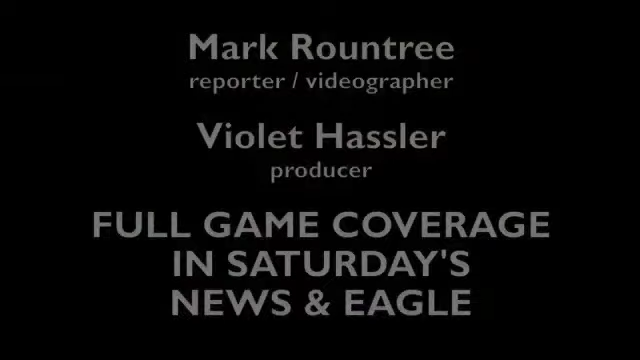 Mark Rountree
reporter / videographer
Violet Hassler
producer
FULL GAME COVERAGE
IN SATURDAY'S
NEWS & EAGLE